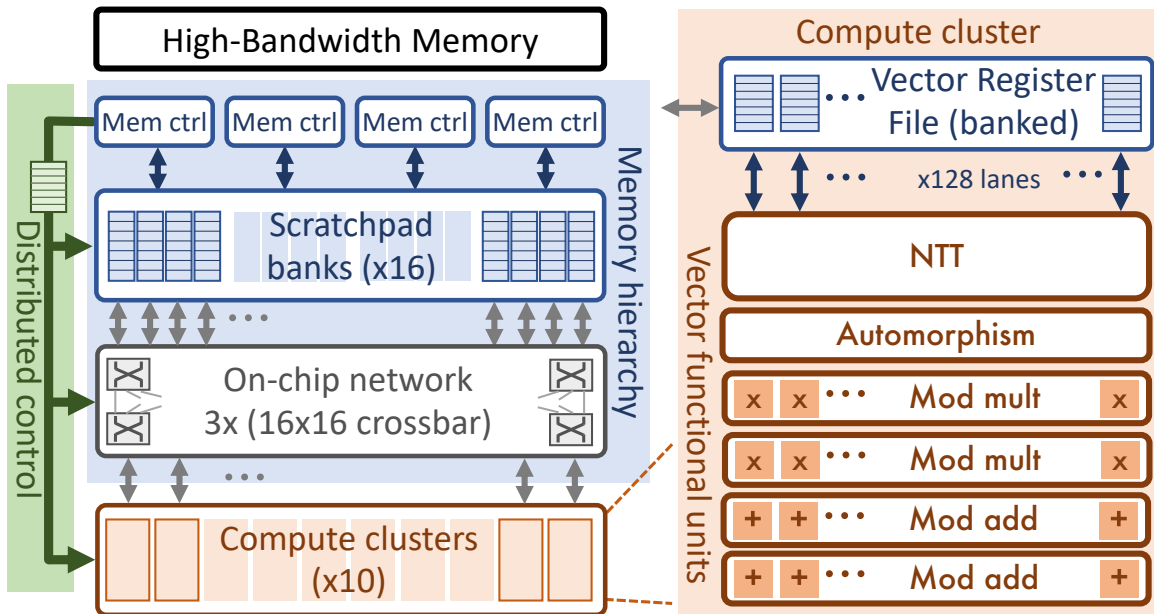 High-Bandwidth Memory
Distributed control
Mem ctrl
Mem ctrl
Mem ctrl
Mem ctrl
Memory hierarchy
Scratchpad
banks (x16)
...
On-chip network
3x (16x16 crossbar)
...
Compute clusters
(x10)
Compute cluster
... Vector Register
File (banked)
... x128 lanes ...
Vector functional units
NTT
Automorphism
x x ... Mod mult x
x x ... Mod mult x
+ + ... Mod add +
+ + ... Mod add +